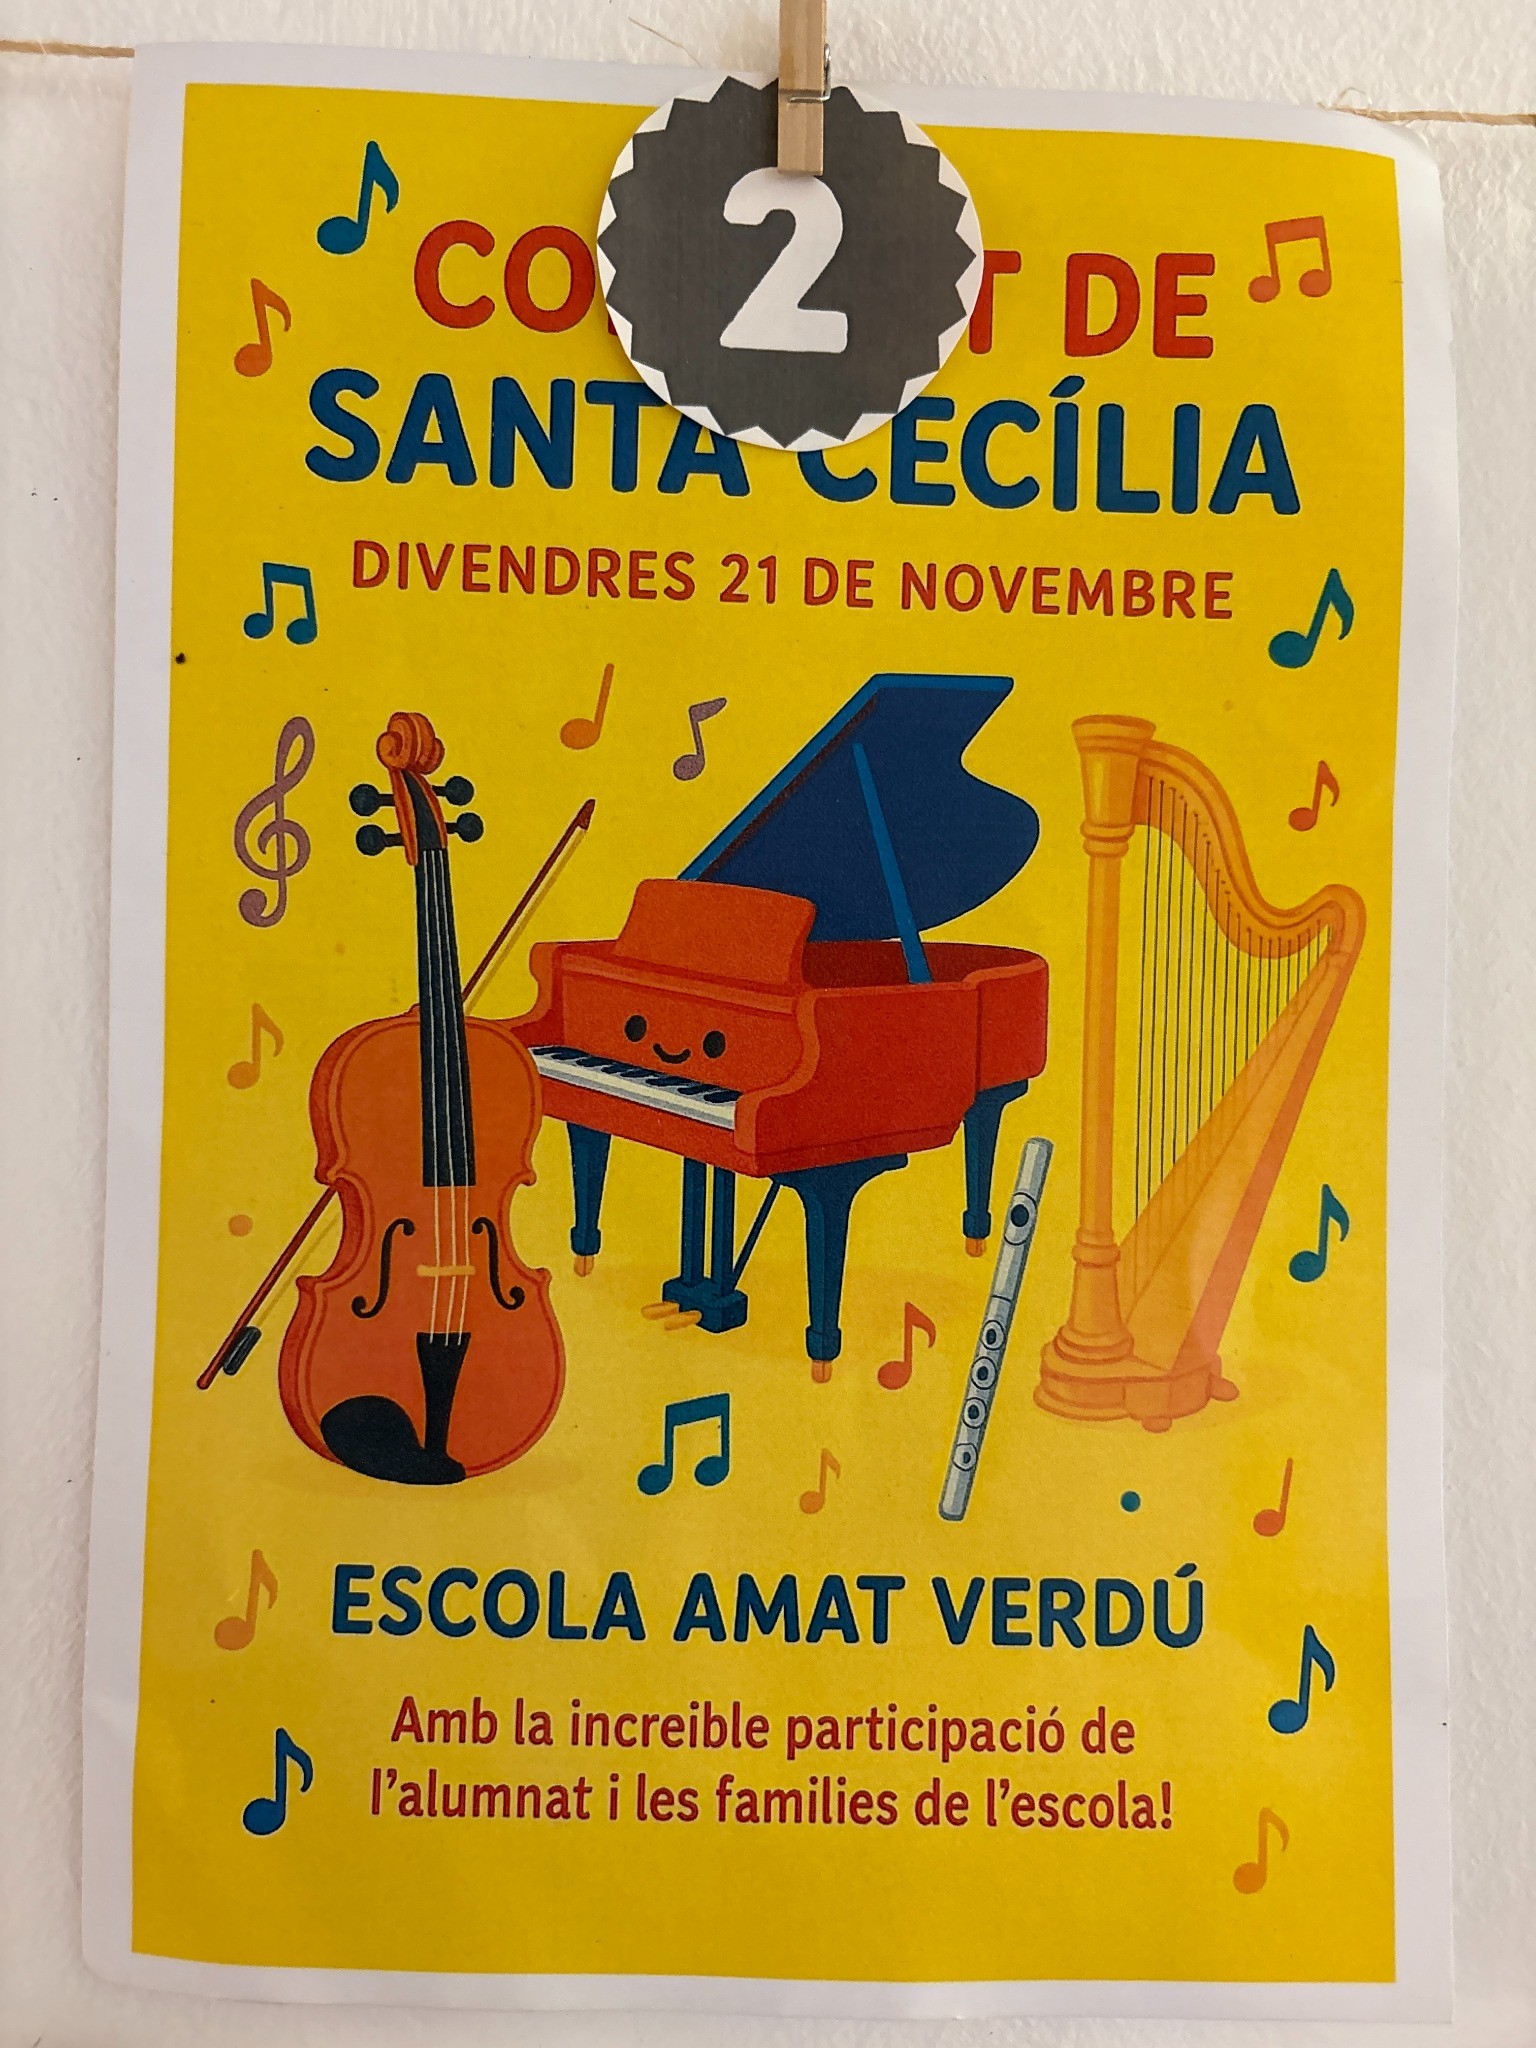 2
DE
SANTA CECÍLIA
DIVENDRES 21 DE NOVEMBRE
ESCOLA AMAT VERDÚ
Amb la increible participació de
l'alumnat i les famílies de l'escola!